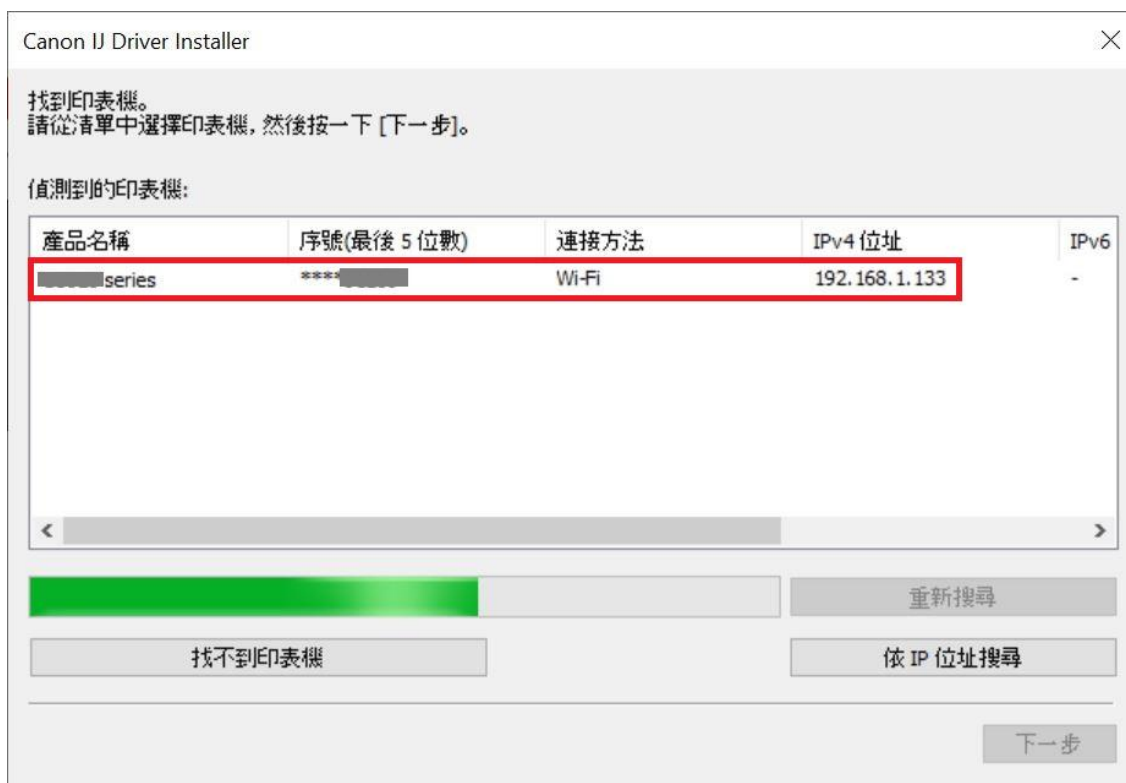 Canon IJ Driver Installer
找到印表機。
請從清單中選擇印表機, 然後按一下 [下一步]。
偵測到的印表機:
產品名稱 序號(最後 5 位數) 連接方法 IPv4 位址 IPv6
series **** Wi-Fi 192.168.1.133 -
重新搜尋
找不到印表機 依 IP 位址搜尋
下一步